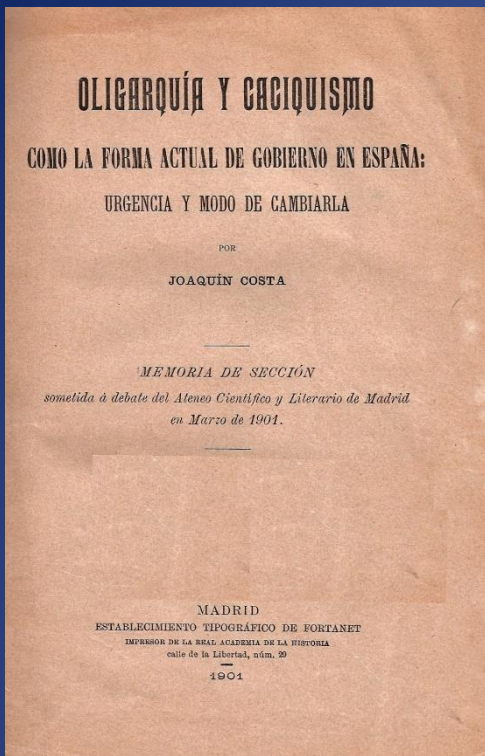 OLIGARQUÍA Y CACIQUISMO
COMO LA FORMA ACTUAL DE GOBIERNO EN ESPAÑA:
URGENCIA Y MODO DE CAMBIARLA
POR
JOAQUÍN COSTA
MEMORIA DE SECCIÓN
sometida á debate del Ateneo Científico y Literario de Madrid
en Marzo de 1901.
MADRID
ESTABLECIMIENTO TIPOGRÁFICO DE FORTANET
IMPRESOR DE LA REAL ACADEMIA DE LA HISTORIA
calle de la Libertad, núm. 29
1901